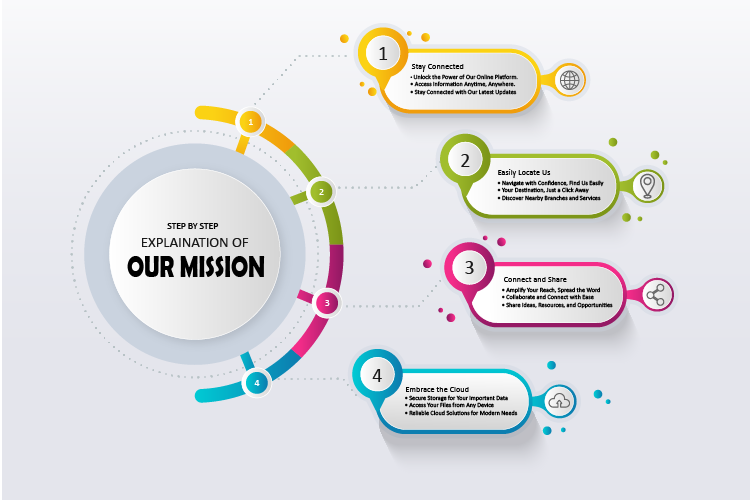 STEP BY STEP
EXPLAINATION OF
OUR MISSION
1
2
3
4
1
Stay Connected
• Unlock the Power of Our Online Platform.
• Access Information Anytime, Anywhere.
• Stay Connected with Our Latest Updates
2
Easily Locate Us
• Navigate with Confidence, Find Us Easily
• Your Destination, Just a Click Away
• Discover Nearby Branches and Services
3
Connect and Share
• Amplify Your Reach, Spread the Word
• Collaborate and Connect with Ease
• Share Ideas, Resources, and Opportunities
4
Embrace the Cloud
• Secure Storage for Your Important Data
• Access Your Files from Any Device
• Reliable Cloud Solutions for Modern Needs